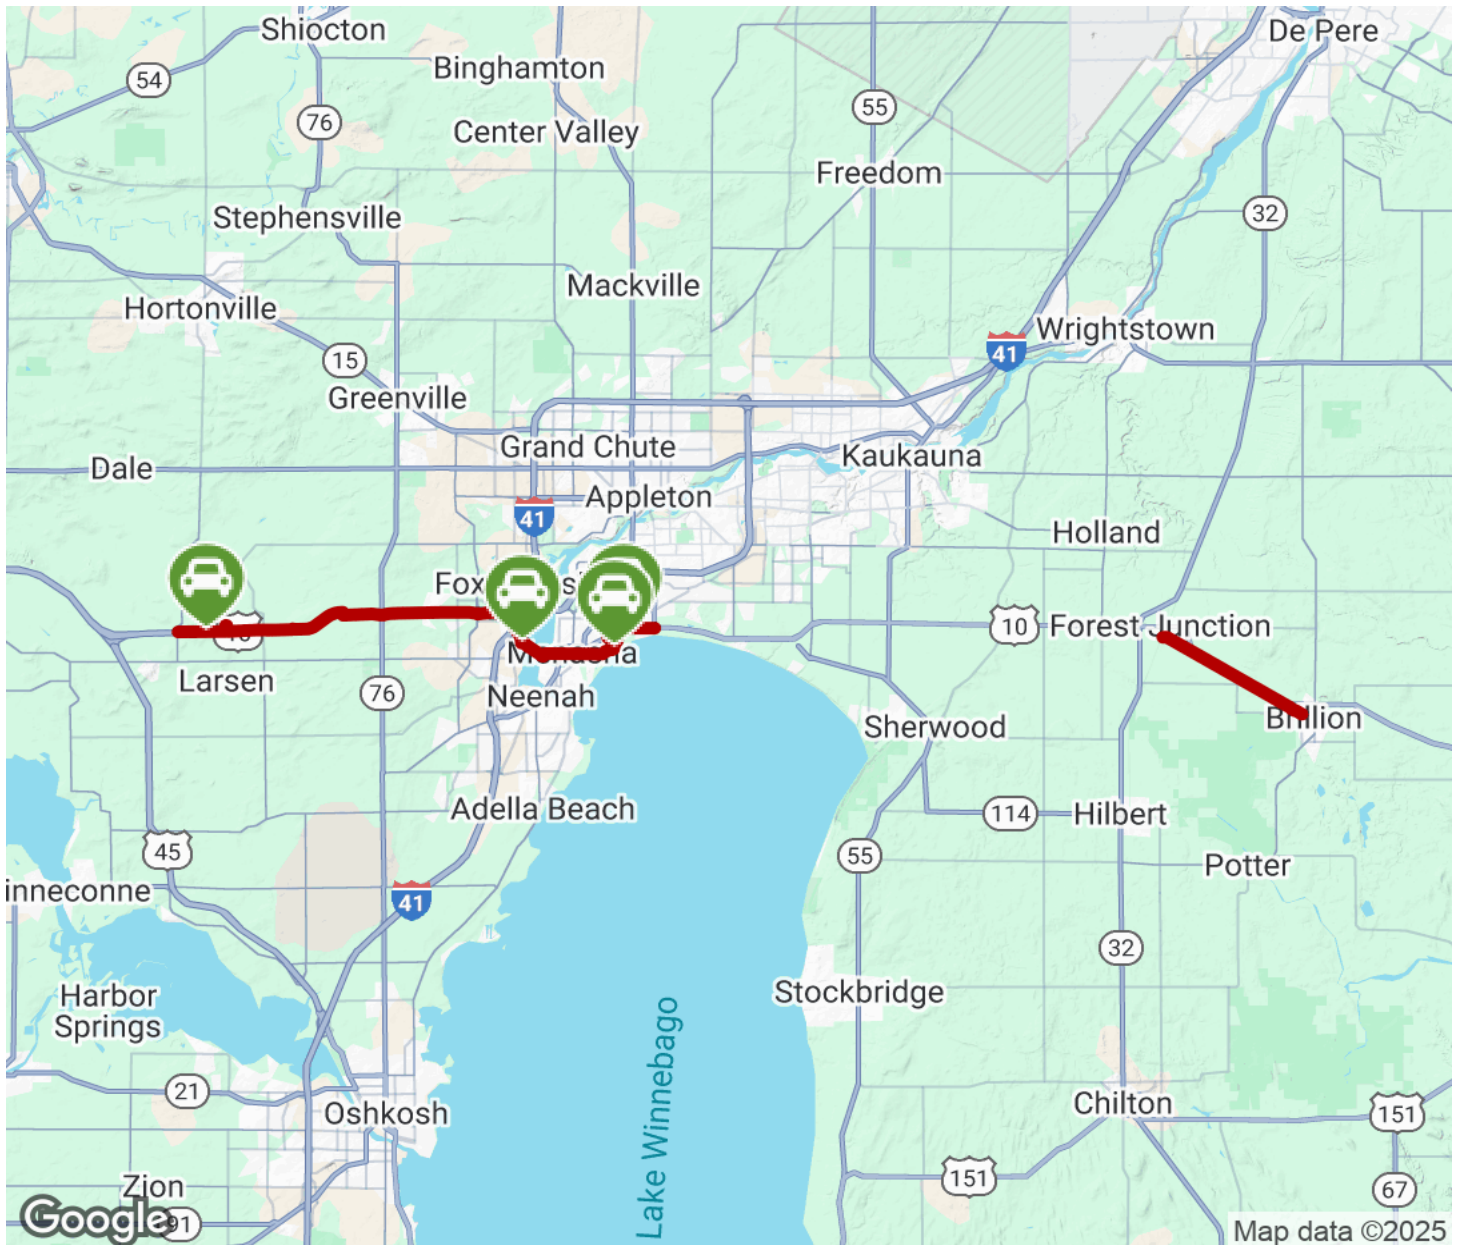 Shiocton
De Pere
Binghamton
54
55
76
Center Valley
Freedom
Stephensville
32
Mackville
Hortonville
Wrightstown
41
15
Greenville
Grand Chute
Kaukauna
Dale
Appleton
41
Holland
10
Forest Junction
Larsen
76
Neenah
Brillion
Sherwood
Adella Beach
114
Hilbert
45
55
Potter
inneconne
41
32
Stockbridge
Harbor
Springs
Lake Winnebago
21
Oshkosh
Chilton
151
151
Zion
67
Google
91
Map data ©2025